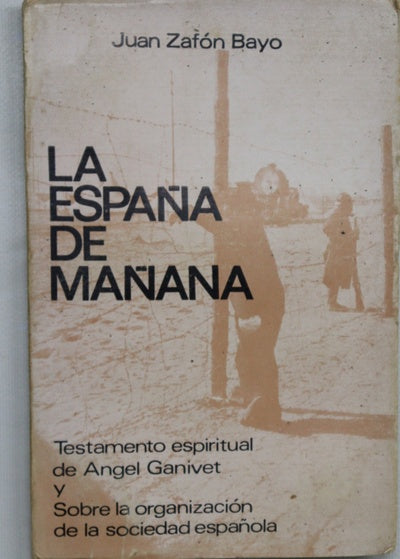 Juan Zafón Bayo
LA
ESPAÑA
DE
MAÑANA
Testamento espiritual
de Angel Ganivet
y
Sobre la organización
de la sociedad española